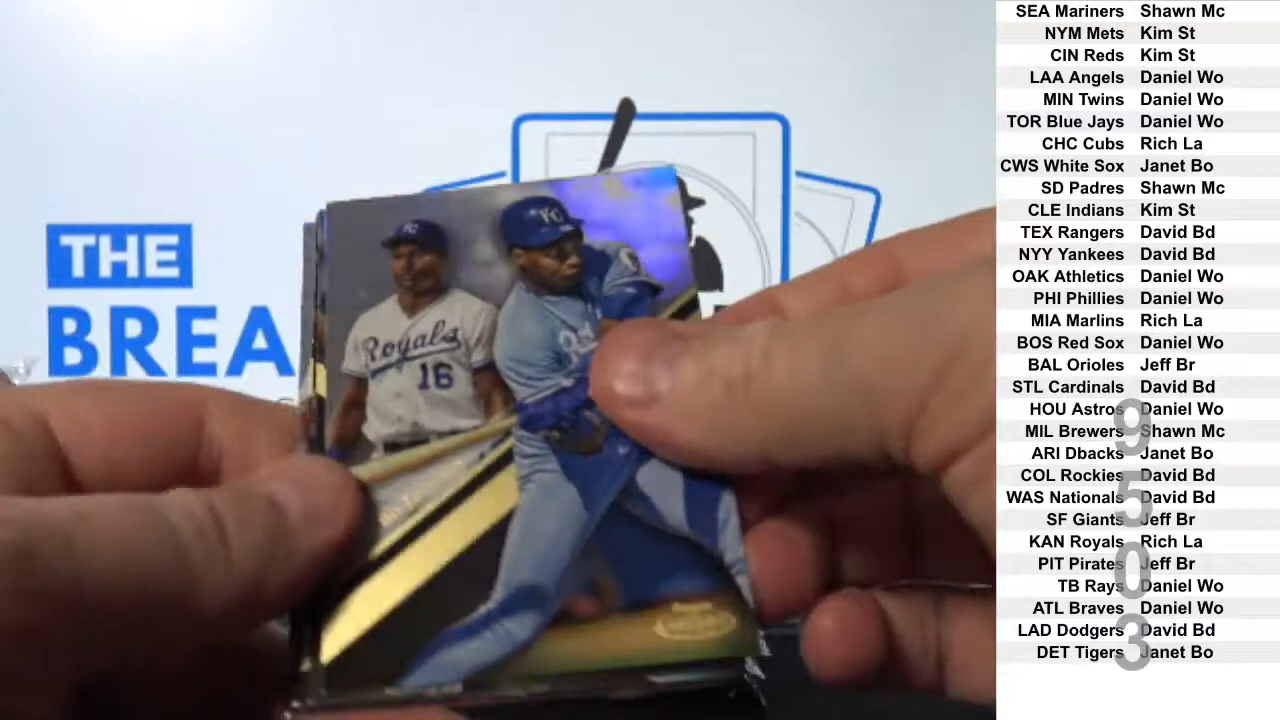 THE
BREA
KC
KC
Royals
16
SEA Mariners Shawn Mc
NYM Mets Kim St
CIN Reds Kim St
LAA Angels Daniel Wo
MIN Twins Daniel Wo
TOR Blue Jays Daniel Wo
CHC Cubs Rich La
CWS White Sox Janet Bo
SD Padres Shawn Mc
CLE Indians Kim St
TEX Rangers David Bd
NYY Yankees David Bd
OAK Athletics Daniel Wo
PHI Phillies Daniel Wo
MIA Marlins Rich La
BOS Red Sox Daniel Wo
BAL Orioles Jeff Br
STL Cardinals David Bd
HOU Astros Daniel Wo
MIL Brewers Shawn Mc
ARI Dbacks Janet Bo
COL Rockies David Bd
WAS Nationals David Bd
SF Giants Jeff Br
KAN Royals Rich La
PIT Pirates Jeff Br
TB Rays Daniel Wo
ATL Braves Daniel Wo
LAD Dodgers David Bd
DET Tigers Janet Bo
9
5
0
3